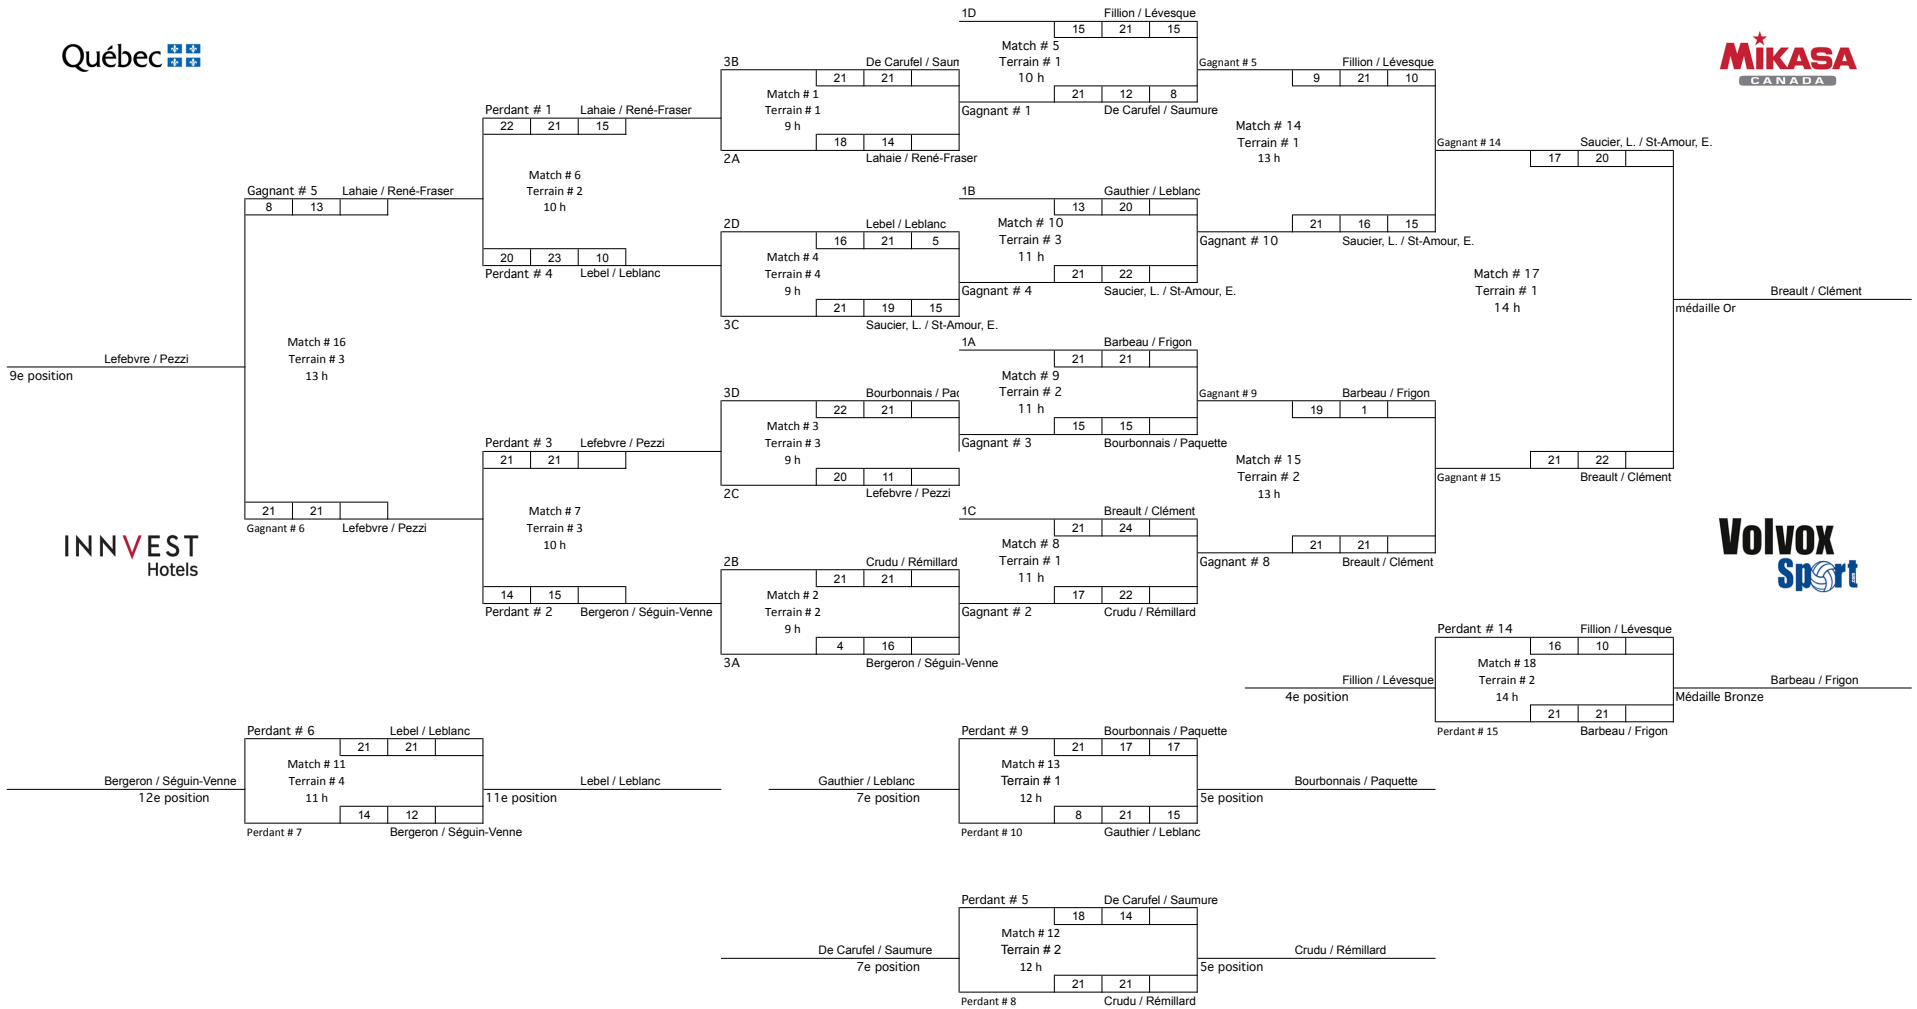 Québec
MIKASA
CANADA
INNVEST
Hotels
Volvox
Sport
.com
1D
Fillion / Lévesque
15 21 15
Match # 5
Terrain # 1
10 h
21 12 8
Gagnant # 1
De Carufel / Saumure
3B
De Carufel / Saum
21 21
Match # 1
Terrain # 1
9 h
18 14
2A
Lahaie / René-Fraser
Perdant # 1
Lahaie / René-Fraser
22 21 15
Match # 6
Terrain # 2
10 h
20 23 10
Perdant # 4
Lebel / Leblanc
Gagnant # 5
Lahaie / René-Fraser
8 13
Match # 16
Terrain # 3
13 h
21 21
Gagnant # 6
Lefebvre / Pezzi
Lefebvre / Pezzi
9e position
2D
Lebel / Leblanc
16 21 5
Match # 4
Terrain # 4
9 h
21 19 15
3C
Saucier, L. / St-Amour, E.
1B
Gauthier / Leblanc
13 20
Match # 10
Terrain # 3
11 h
21 22
Gagnant # 4
Saucier, L. / St-Amour, E.
Gagnant # 5
Fillion / Lévesque
9 21 10
Match # 14
Terrain # 1
13 h
21 16 15
Gagnant # 10
Saucier, L. / St-Amour, E.
Gagnant # 14
Saucier, L. / St-Amour, E.
17 20
Match # 17
Terrain # 1
14 h
21 22
Gagnant # 15
Breault / Clément
Breault / Clément
médaille Or
1A
Barbeau / Frigon
21 21
Match # 9
Terrain # 2
11 h
15 15
Gagnant # 3
Bourbonnais / Paquette
3D
Bourbonnais / Pac
22 21
Match # 3
Terrain # 3
9 h
20 11
2C
Lefebvre / Pezzi
Perdant # 3
Lefebvre / Pezzi
21 21
Match # 7
Terrain # 3
10 h
14 15
Perdant # 2
Bergeron / Séguin-Venne
1C
Breault / Clément
21 24
Match # 8
Terrain # 1
11 h
17 22
Gagnant # 2
Crudu / Rémillard
2B
Crudu / Rémillard
21 21
Match # 2
Terrain # 2
9 h
4 16
3A
Bergeron / Séguin-Venne
Gagnant # 9
Barbeau / Frigon
19 1
Match # 15
Terrain # 2
13 h
21 21
Gagnant # 8
Breault / Clément
Perdant # 14
Fillion / Lévesque
16 10
Match # 18
Terrain # 2
14 h
21 21
Perdant # 15
Barbeau / Frigon
Fillion / Lévesque
4e position
Barbeau / Frigon
Médaille Bronze
Perdant # 6
Lebel / Leblanc
21 21
Match # 11
Terrain # 4
11 h
14 12
Perdant # 7
Bergeron / Séguin-Venne
Bergeron / Séguin-Venne
12e position
Lebel / Leblanc
11e position
Perdant # 9
Bourbonnais / Paquette
21 17 17
Match # 13
Terrain # 1
12 h
8 21 15
Perdant # 10
Gauthier / Leblanc
Gauthier / Leblanc
7e position
Bourbonnais / Paquette
5e position
Perdant # 5
De Carufel / Saumure
18 14
Match # 12
Terrain # 2
12 h
21 21
Perdant # 8
Crudu / Rémillard
De Carufel / Saumure
7e position
Crudu / Rémillard
5e position